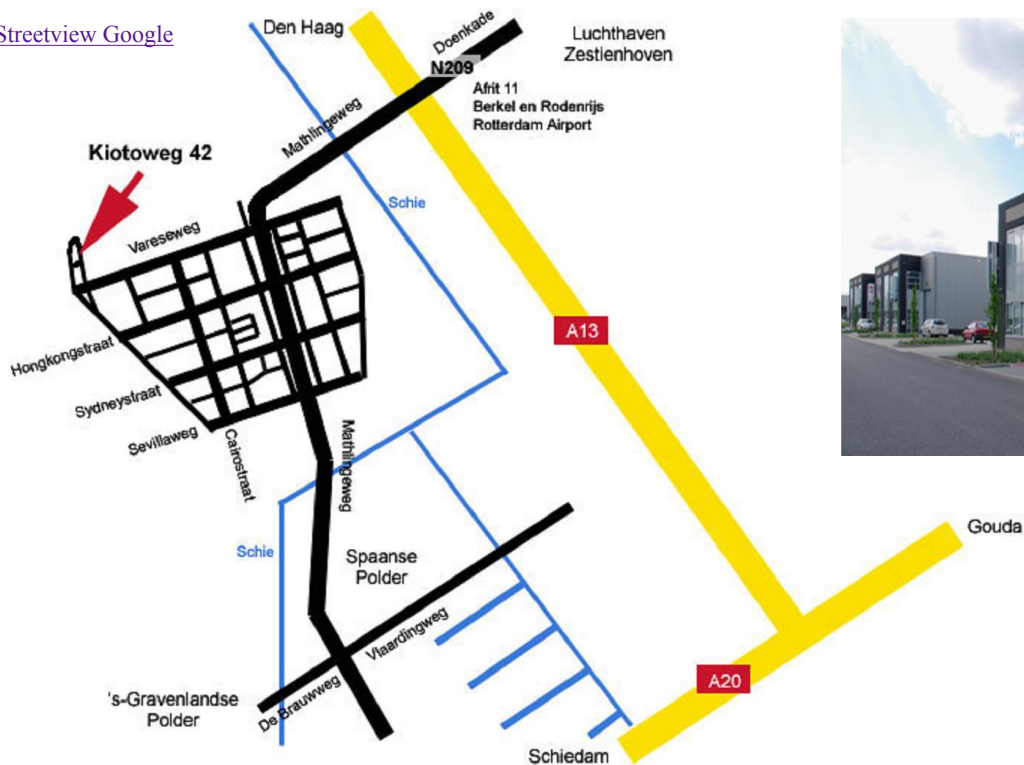 Streetview Google
Den Haag
Doenkade
N209
Luchthaven
Zestienhoven
Afrit 11
Berkel en Rodenrijs
Rotterdam Airport
Mathlingeweg
Kiotoweg 42
Schie
Vareseweg
A13
Hongkongstraat
Sydneystraat
Sevillaweg
Cairostraat
Mathlingeweg
Gouda
Schie
Spaanse
Polder
Vlaardingweg
A20
's-Gravenlandse
Polder
De Brauwweg
Schiedam